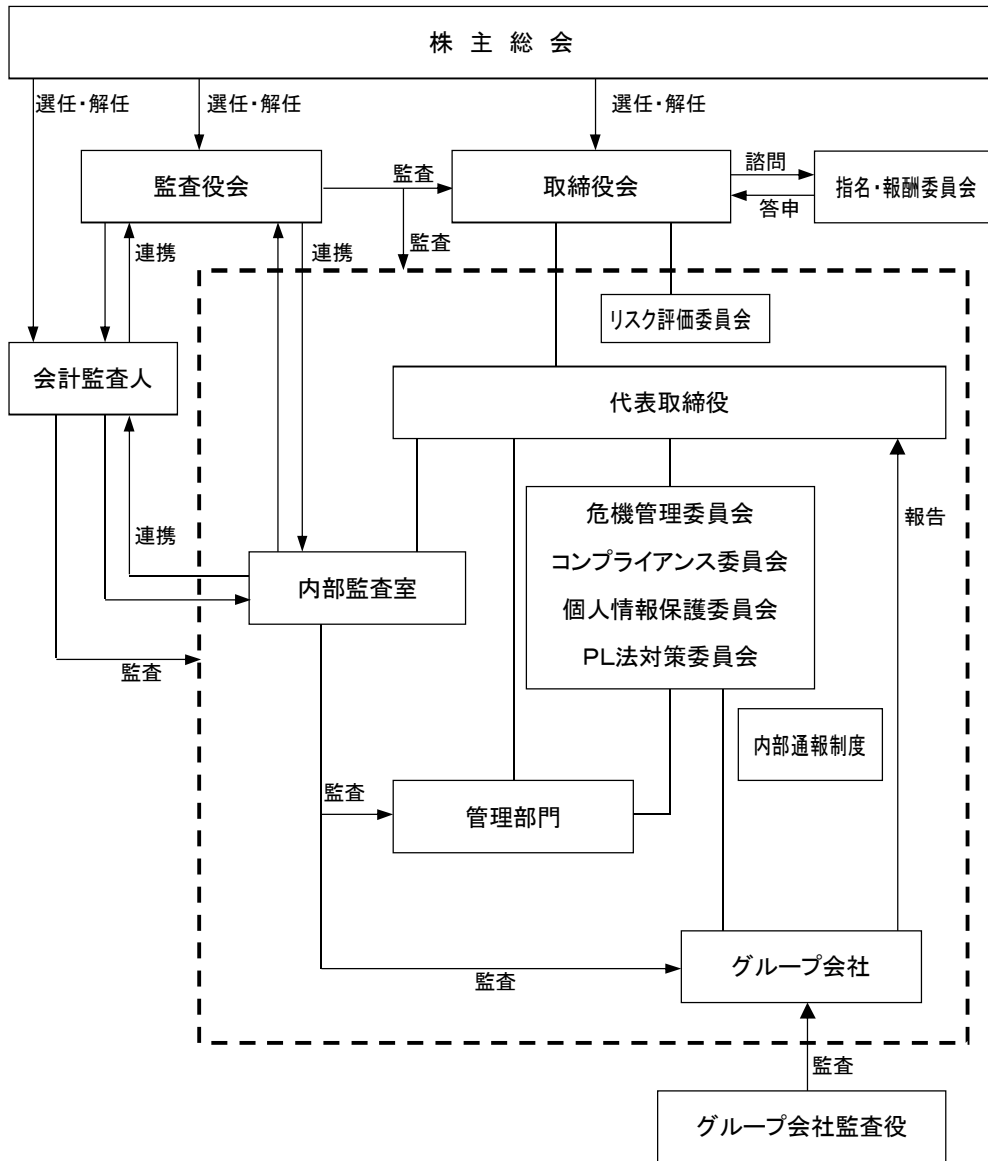 株 主 総 会
選任・解任
選任・解任
選任・解任
監査役会
監査
取締役会
諮問
答申
指名・報酬委員会
連携
連携
監査
リスク評価委員会
会計監査人
代表取締役
危機管理委員会
コンプライアンス委員会
個人情報保護委員会
PL法対策委員会
報告
連携
内部監査室
監査
内部通報制度
監査
管理部門
グループ会社
監査
監査
グループ会社監査役